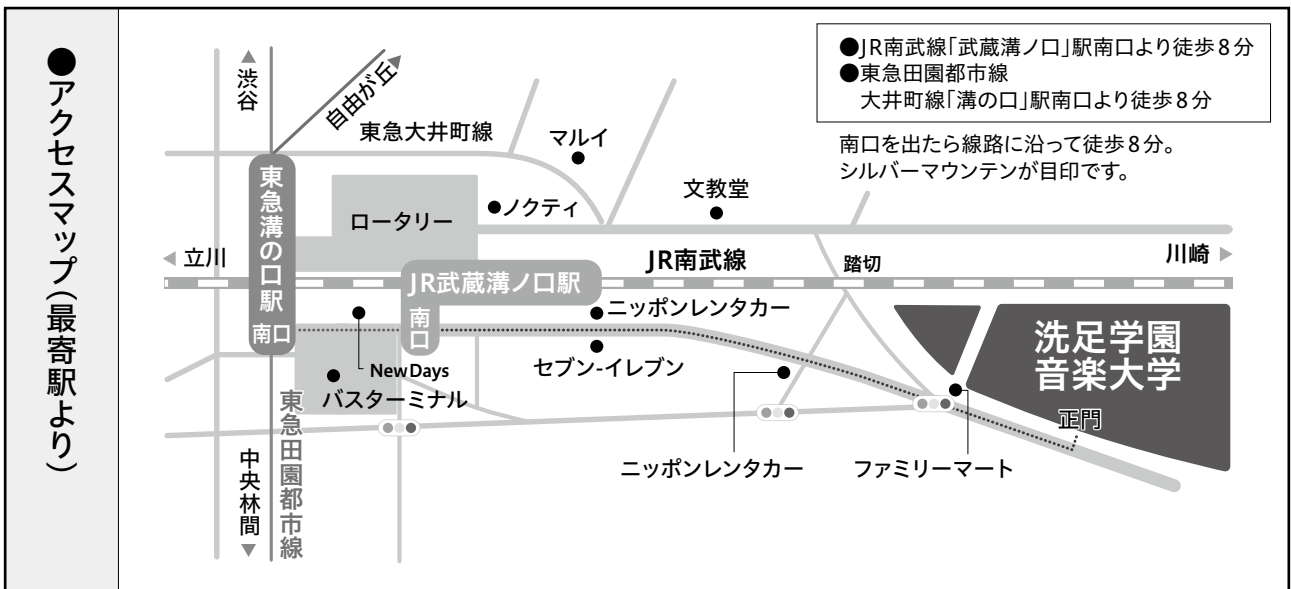 ●アクセスマップ(最寄駅より)
●JR南武線「武蔵溝ノ口」駅南口より徒歩8分
●東急田園都市線
大井町線「溝の口」駅南口より徒歩8分
南口を出たら線路に沿って徒歩8分。
シルバーマウンテンが目印です。
渋谷
自由が丘
東急大井町線
マルイ
文教堂
東急溝の口駅
ロータリー
ノクティ
立川
JR南武線
踏切
川崎
JR武蔵溝ノ口駅
南口
南口
ニッポンレンタカー
NewDays
セブン-イレブン
バスターミナル
洗足学園
音楽大学
正門
東急田園都市線
中央林間
ニッポンレンタカー
ファミリーマート